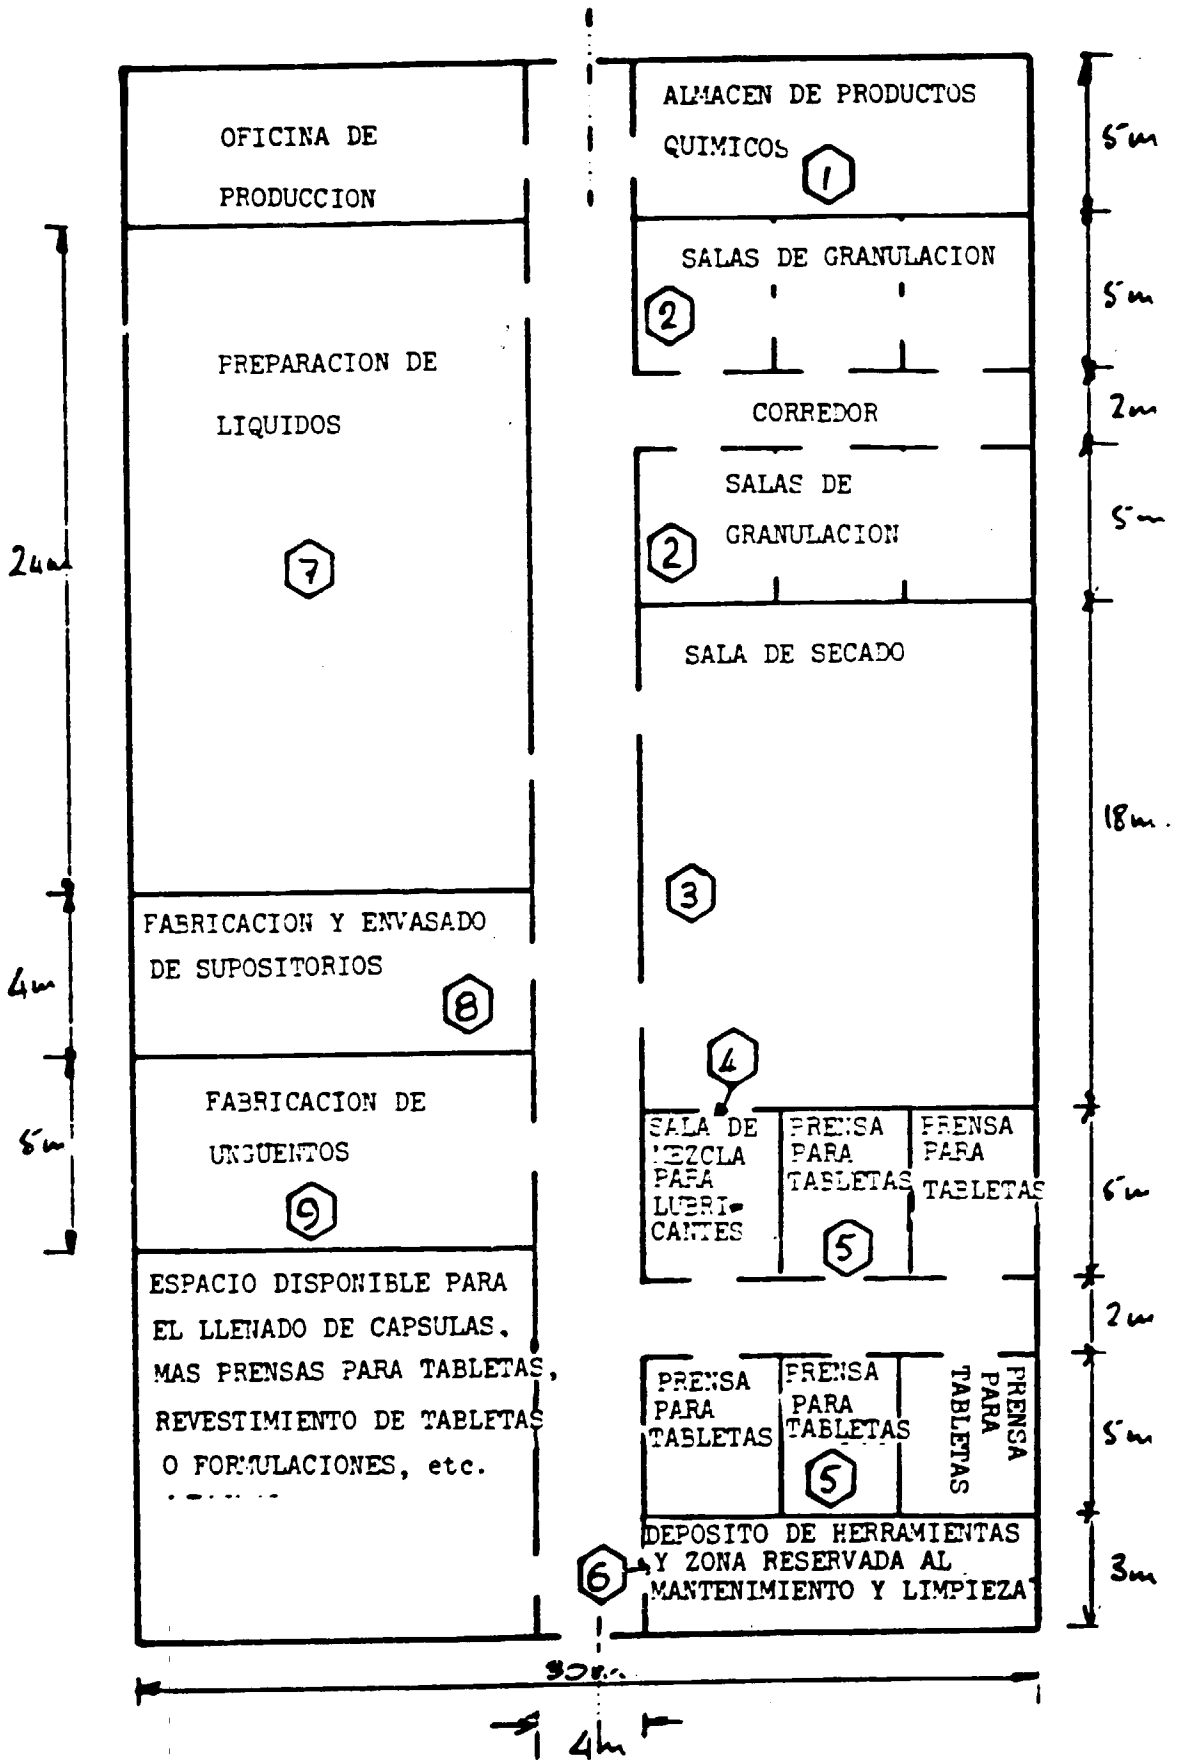 OFICINA DE
PRODUCCION
ALMACEN DE PRODUCTOS
QUIMICOS
1
5m
SALAS DE GRANULACION
2
5m
CORREDOR
2m
PREPARACION DE
LIQUIDOS
7
24m
SALAS DE
GRANULACION
2
5m
SALA DE SECADO
3
18m.
FABRICACION Y ENVASADO
DE SUPOSITORIOS
8
4m
FABRICACION DE
UNGUENTOS
9
5m
4
SALA DE
MEZCLA
PARA
LUBRI-
CANTES
PRENSA
PARA
TABLETAS
5
PRENSA
PARA
TABLETAS
2m
ESPACIO DISPONIBLE PARA
EL LLENADO DE CAPSULAS,
MAS PRENSAS PARA TABLETAS,
REVESTIMIENTO DE TABLETAS
O FORMULACIONES, etc.
PRENSA
PARA
TABLETAS
PRENSA
PARA
TABLETAS
5
PRENSA
PARA
TABLETAS
5m
6
DEPOSITO DE HERRAMIENTAS
Y ZONA RESERVADA AL
MANTENIMIENTO Y LIMPIEZA
3m
30m.
4m